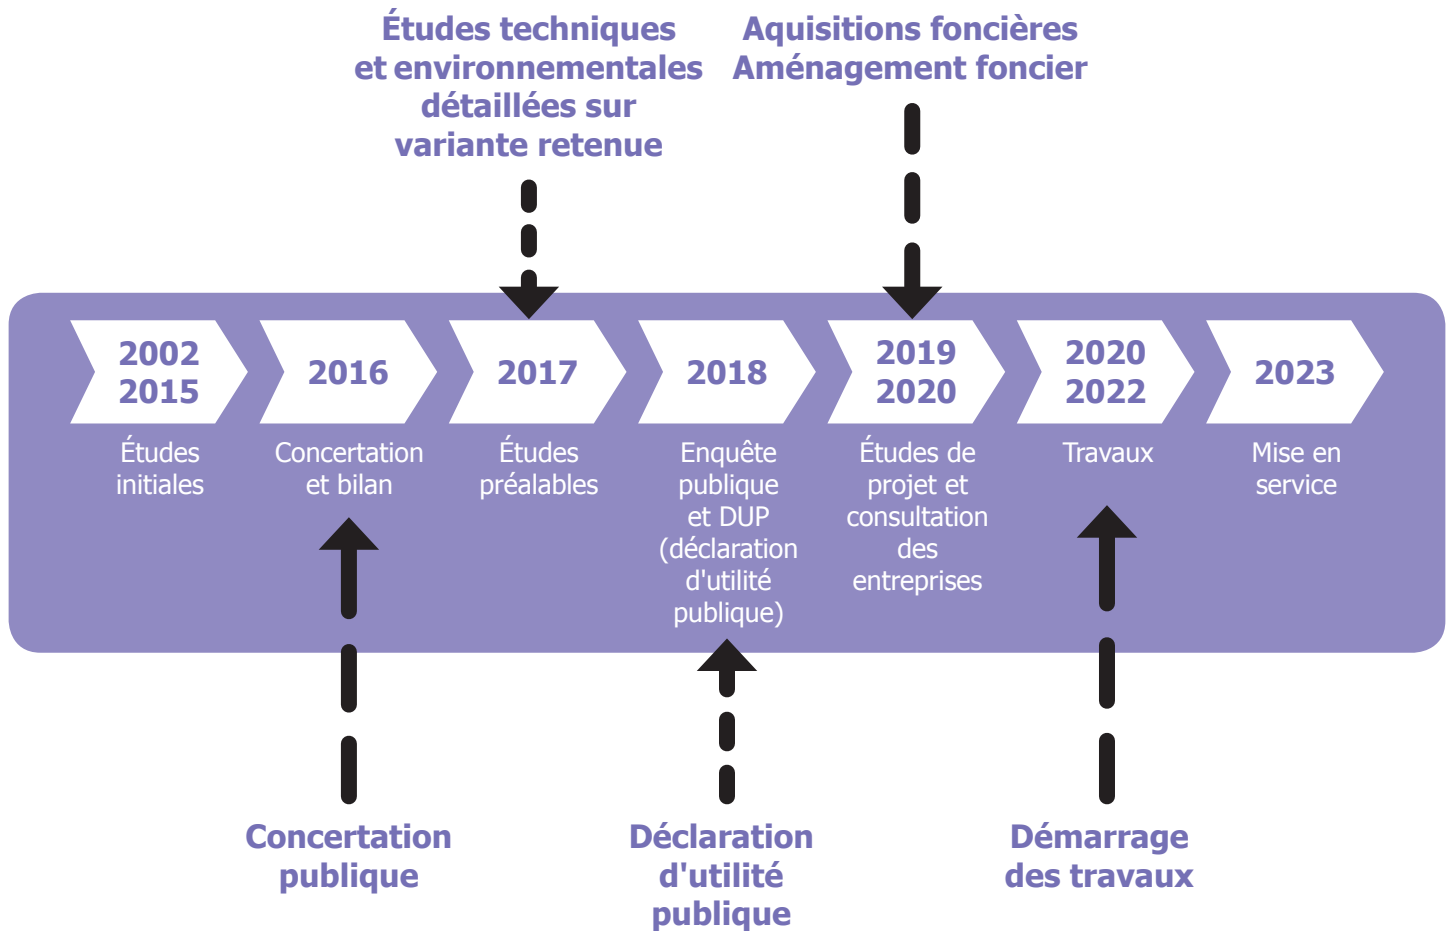 Études techniques
et environnementales
détaillées sur
variante retenue
Aquisitions foncières
Aménagement foncier
2002
2015
Études
initiales
2016
Concertation
et bilan
2017
Études
préalables
2018
Enquête
publique
et DUP
(déclaration
d'utilité
publique)
2019
2020
Études de
projet et
consultation
des
entreprises
2020
2022
Travaux
2023
Mise en
service
Concertation
publique
Déclaration
d'utilité
publique
Démarrage
des travaux